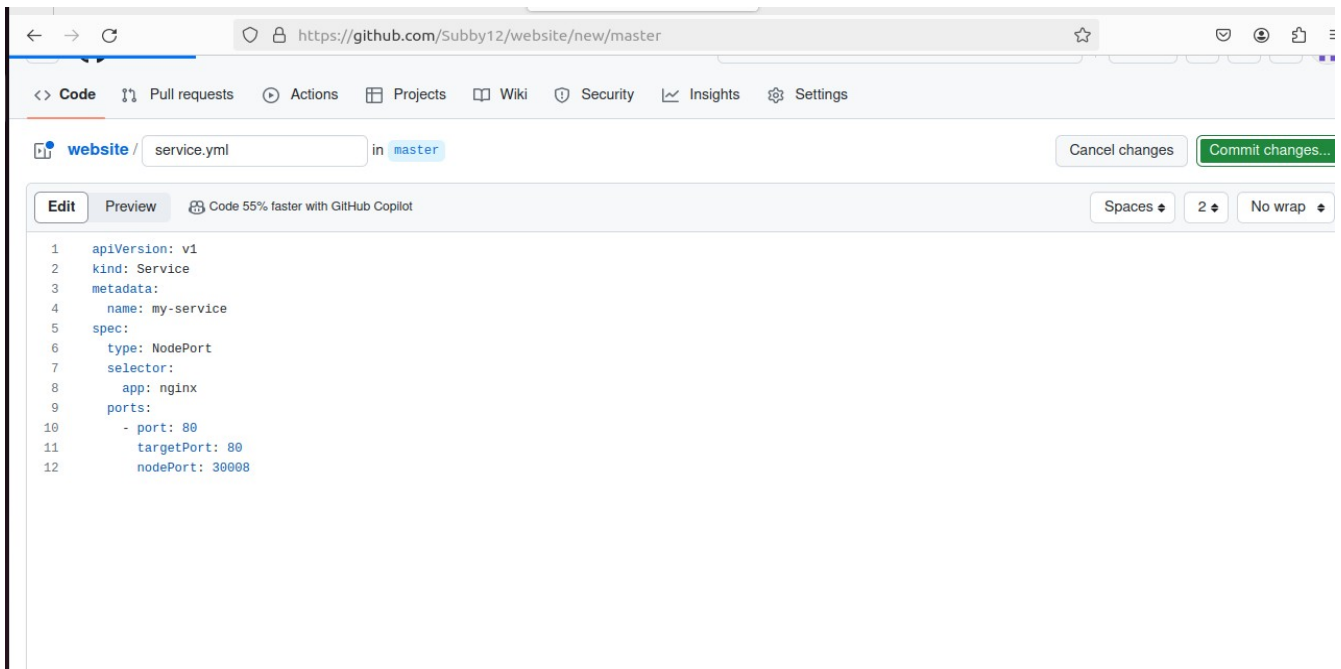 https://github.com/Subby12/website/new/master
Code Pull requests Actions Projects Wiki Security Insights Settings
website / service.yml in master Cancel changes Commit changes...
Edit Preview Code 55% faster with GitHub Copilot Spaces 2 No wrap
1 apiVersion: v1
2 kind: Service
3 metadata:
4 name: my-service
5 spec:
6 type: NodePort
7 selector:
8 app: nginx
9 ports:
10 - port: 80
11 targetPort: 80
12 nodePort: 30008